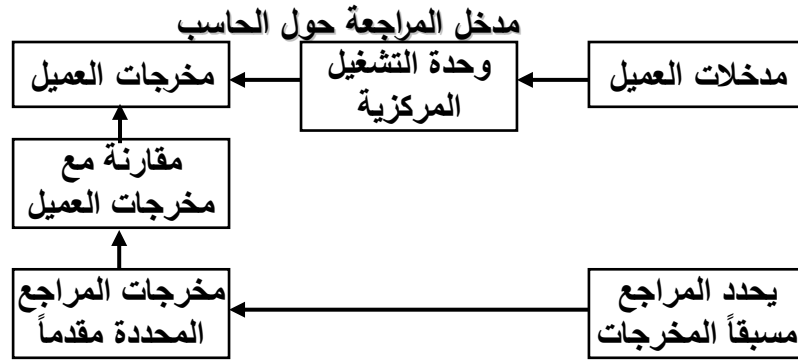 مدخل المراجعة حول الحاسب
مدخلات العميل
وحدة التشغيل
المركزية
مخرجات العميل
مقارنة مع
مخرجات العميل
يحدد المراجع
مسبقاً المخرجات
مخرجات المراجع
المحددة مقدماً